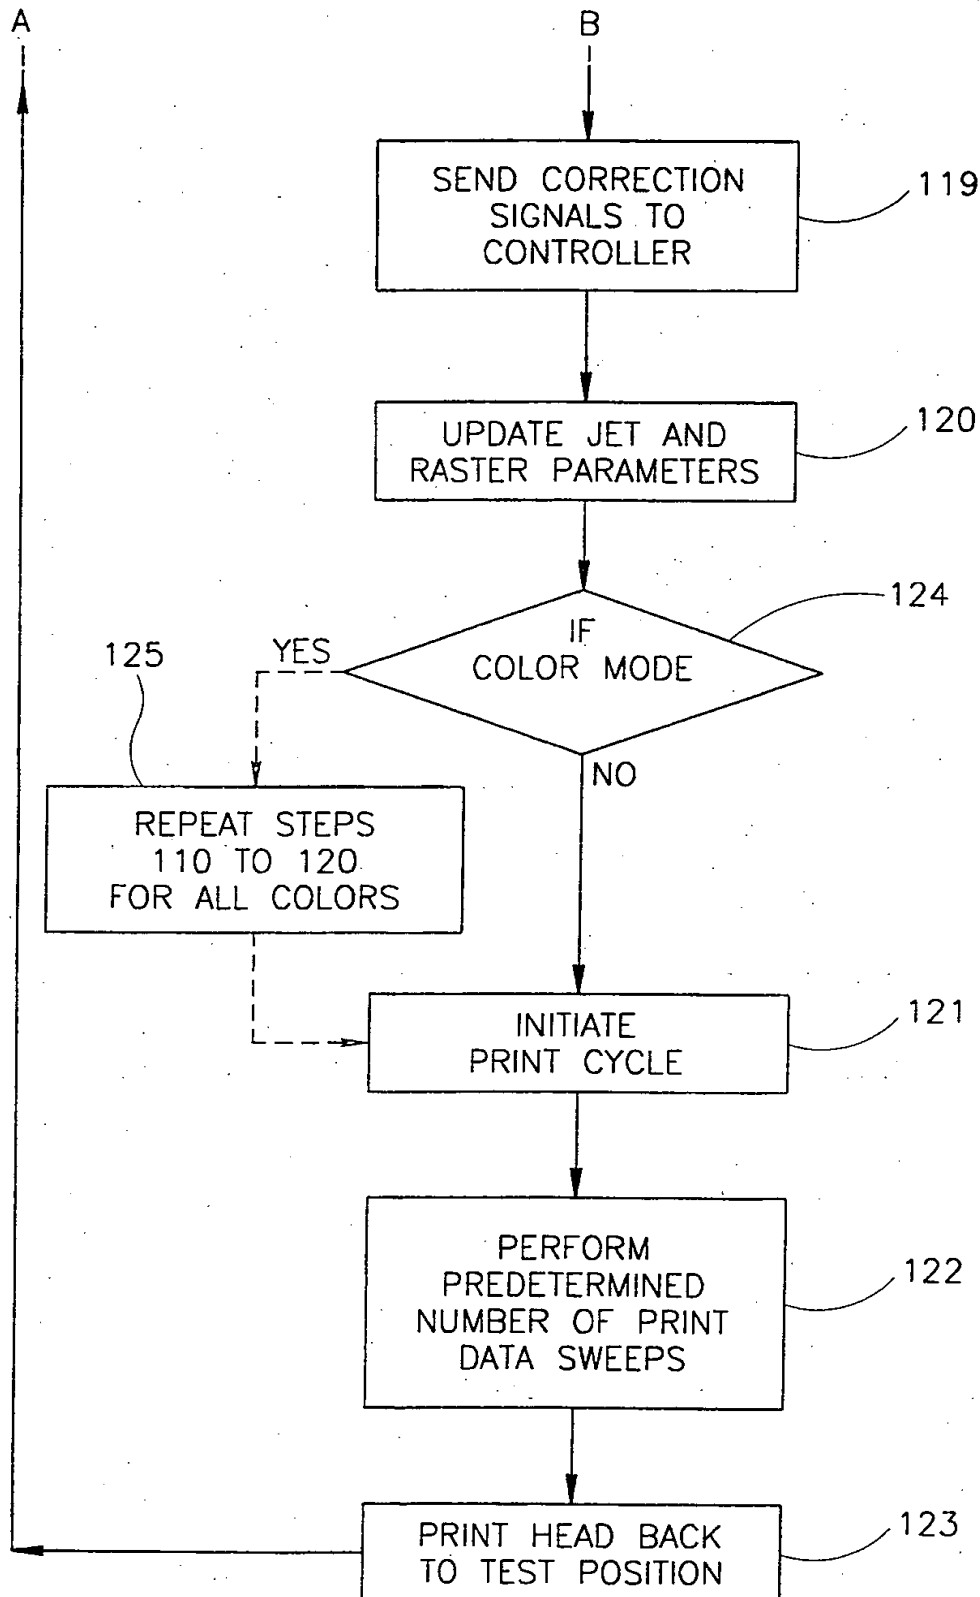 A
B
SEND CORRECTION
SIGNALS TO
CONTROLLER
119
UPDATE JET AND
RASTER PARAMETERS
120
IF
COLOR MODE
124
YES
125
NO
REPEAT STEPS
110 TO 120
FOR ALL COLORS
INITIATE
PRINT CYCLE
121
PERFORM
PREDETERMINED
NUMBER OF PRINT
DATA SWEEPS
122
PRINT HEAD BACK
TO TEST POSITION
123